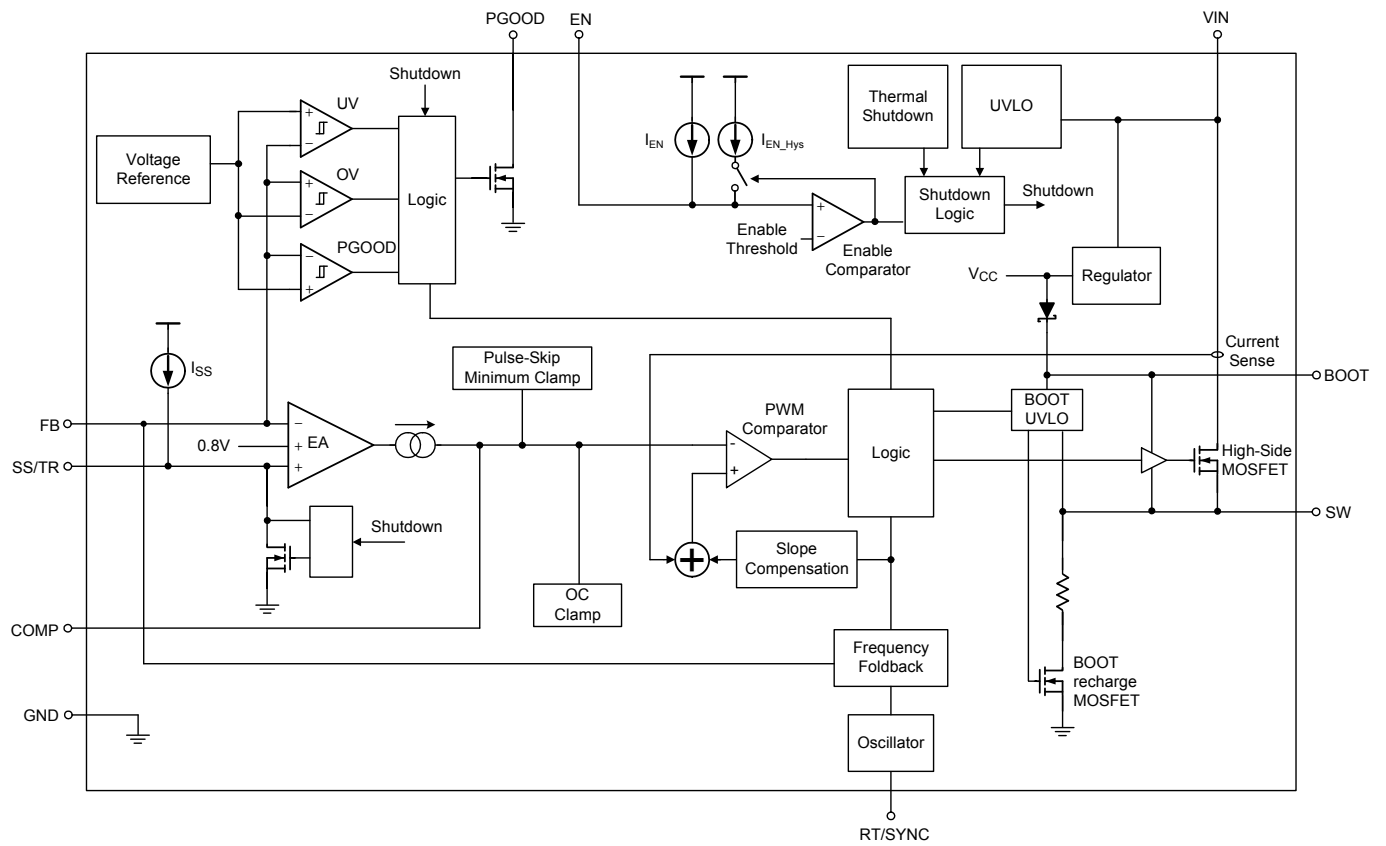 PGOOD
EN
VIN
Shutdown
UV
OV
PGOOD
Voltage
Reference
Logic
+
−
+
−
−
+
IEN
IEN_Hys
Thermal
Shutdown
UVLO
Shutdown
Logic
Shutdown
Enable
Threshold
+
−
Enable
Comparator
VCC
Regulator
Current
Sense
BOOT
ISS
Pulse-Skip
Minimum Clamp
BOOT
UVLO
PWM
Comparator
FB
0.8V
SS/TR
−
+
+
EA
-
+
Logic
High-Side
MOSFET
SW
Shutdown
+
Slope
Compensation
OC
Clamp
COMP
Frequency
Foldback
BOOT
recharge
MOSFET
GND
Oscillator
RT/SYNC